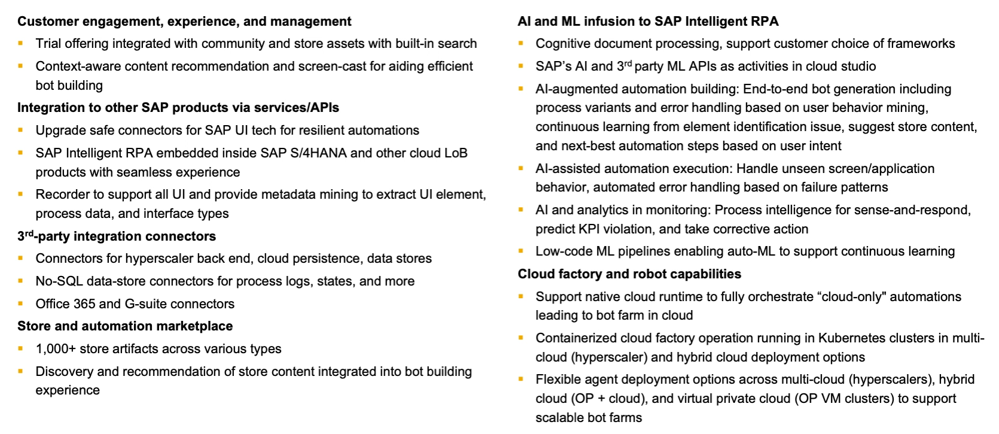 Customer engagement, experience, and management
▪ Trial offering integrated with community and store assets with built-in search
▪ Context-aware content recommendation and screen-cast for aiding efficient
bot building
Integration to other SAP products via services/APIs
▪ Upgrade safe connectors for SAP UI tech for resilient automations
▪ SAP Intelligent RPA embedded inside SAP S/4HANA and other cloud LoB
products with seamless experience
▪ Recorder to support all UI and provide metadata mining to extract UI element,
process data, and interface types
3rd-party integration connectors
▪ Connectors for hyperscaler back end, cloud persistence, data stores
▪ No-SQL data-store connectors for process logs, states, and more
▪ Office 365 and G-suite connectors
Store and automation marketplace
▪ 1,000+ store artifacts across various types
▪ Discovery and recommendation of store content integrated into bot building
experience
AI and ML infusion to SAP Intelligent RPA
▪ Cognitive document processing, support customer choice of frameworks
▪ SAP’s AI and 3rd party ML APIs as activities in cloud studio
▪ AI-augmented automation building: End-to-end bot generation including
process variants and error handling based on user behavior mining,
continuous learning from element identification issue, suggest store content,
and next-best automation steps based on user intent
▪ AI-assisted automation execution: Handle unseen screen/application
behavior, automated error handling based on failure patterns
▪ AI and analytics in monitoring: Process intelligence for sense-and-respond,
predict KPI violation, and take corrective action
▪ Low-code ML pipelines enabling auto-ML to support continuous learning
Cloud factory and robot capabilities
▪ Support native cloud runtime to fully orchestrate “cloud-only" automations
leading to bot farm in cloud
▪ Containerized cloud factory operation running in Kubernetes clusters in multi-
cloud (hyperscaler) and hybrid cloud deployment options
▪ Flexible agent deployment options across multi-cloud (hyperscalers), hybrid
cloud (OP + cloud), and virtual private cloud (OP VM clusters) to support
scalable bot farms